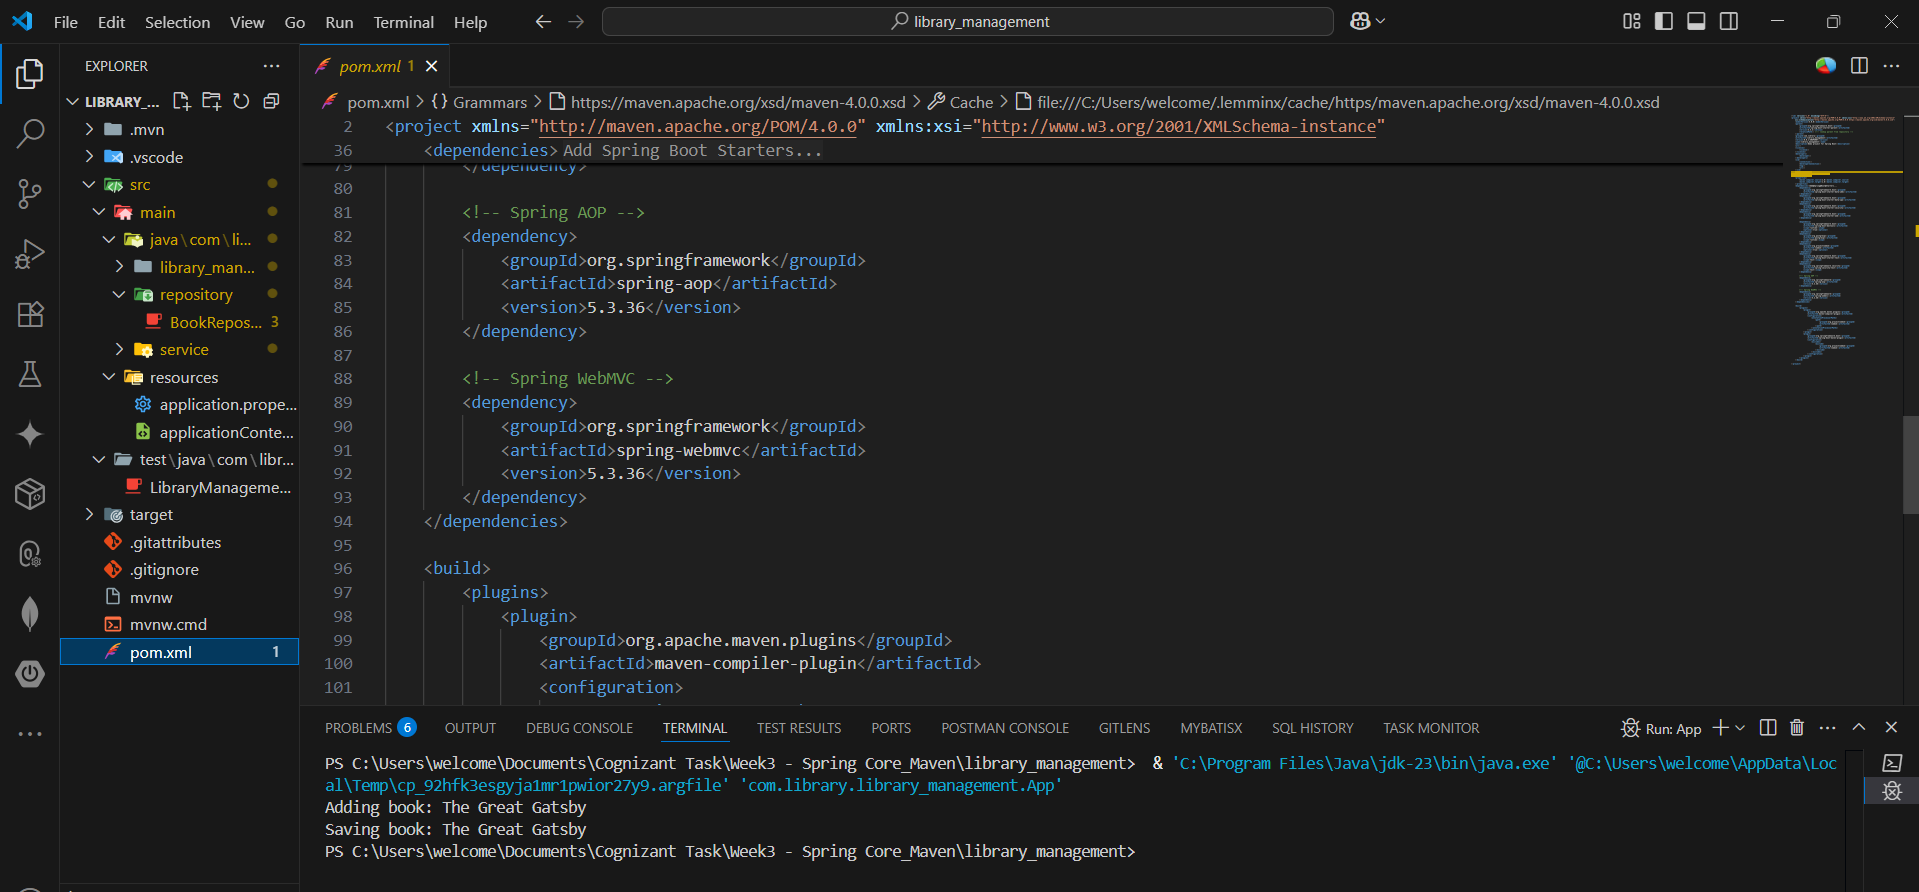 File Edit Selection View Go Run Terminal Help
library_management
EXPLORER
LIBRARY_...
.mvn
.vscode
src
main
java\com\li...
library_man...
repository
BookRepos... 3
service
resources
application.prope...
applicationConte...
test\java\com\libr...
LibraryManageme...
target
.gitattributes
.gitignore
mvnw
mvnw.cmd
pom.xml 1
pom.xml 1
pom.xml > {} Grammars > https://maven.apache.org/xsd/maven-4.0.0.xsd > Cache > file:///C:/Users/welcome/.lemminx/cache/https/maven.apache.org/xsd/maven-4.0.0.xsd
2 <project xmlns="http://maven.apache.org/POM/4.0.0" xmlns:xsi="http://www.w3.org/2001/XMLSchema-instance"
36 <dependencies> Add Spring Boot Starters...
79 </dependency>
80
81 <!-- Spring AOP -->
82 <dependency>
83 <groupId>org.springframework</groupId>
84 <artifactId>spring-aop</artifactId>
85 <version>5.3.36</version>
86 </dependency>
87
88 <!-- Spring WebMVC -->
89 <dependency>
90 <groupId>org.springframework</groupId>
91 <artifactId>spring-webmvc</artifactId>
92 <version>5.3.36</version>
93 </dependency>
94 </dependencies>
95
96 <build>
97 <plugins>
98 <plugin>
99 <groupId>org.apache.maven.plugins</groupId>
100 <artifactId>maven-compiler-plugin</artifactId>
101 <configuration>
PROBLEMS 6 OUTPUT DEBUG CONSOLE TERMINAL TEST RESULTS PORTS POSTMAN CONSOLE GITLENS MYBATISX SQL HISTORY TASK MONITOR
Run: App
PS C:\Users\welcome\Documents\Cognizant Task\Week3 - Spring Core_Maven\library_management> & 'C:\Program Files\Java\jdk-23\bin\java.exe' '@C:\Users\welcome\AppData\Loc
al\Temp\cp_92hfk3esgyja1mr1pwior27y9.argfile' 'com.library.library_management.App'
Adding book: The Great Gatsby
Saving book: The Great Gatsby
PS C:\Users\welcome\Documents\Cognizant Task\Week3 - Spring Core_Maven\library_management>